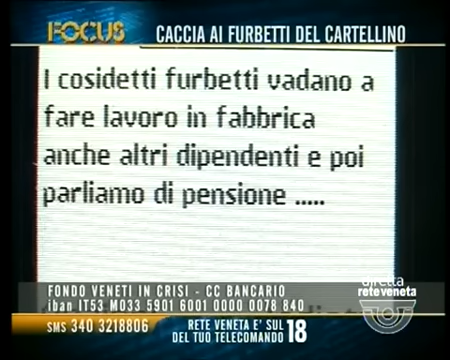 FOCUS
CACCIA AI FURBETTI DEL CARTELLINO
I cosidetti furbetti vadano a
fare lavoro in fabbrica
anche altri dipendenti e poi
parliamo di pensione .....
diretta
reteveneta
FONDO VENETI IN CRISI - CC BANCARIO
iban IT53 M033 5901 6001 0000 0078 840
SMS 340 3218806
RETE VENETA E' SUL
DEL TUO TELECOMANDO 18